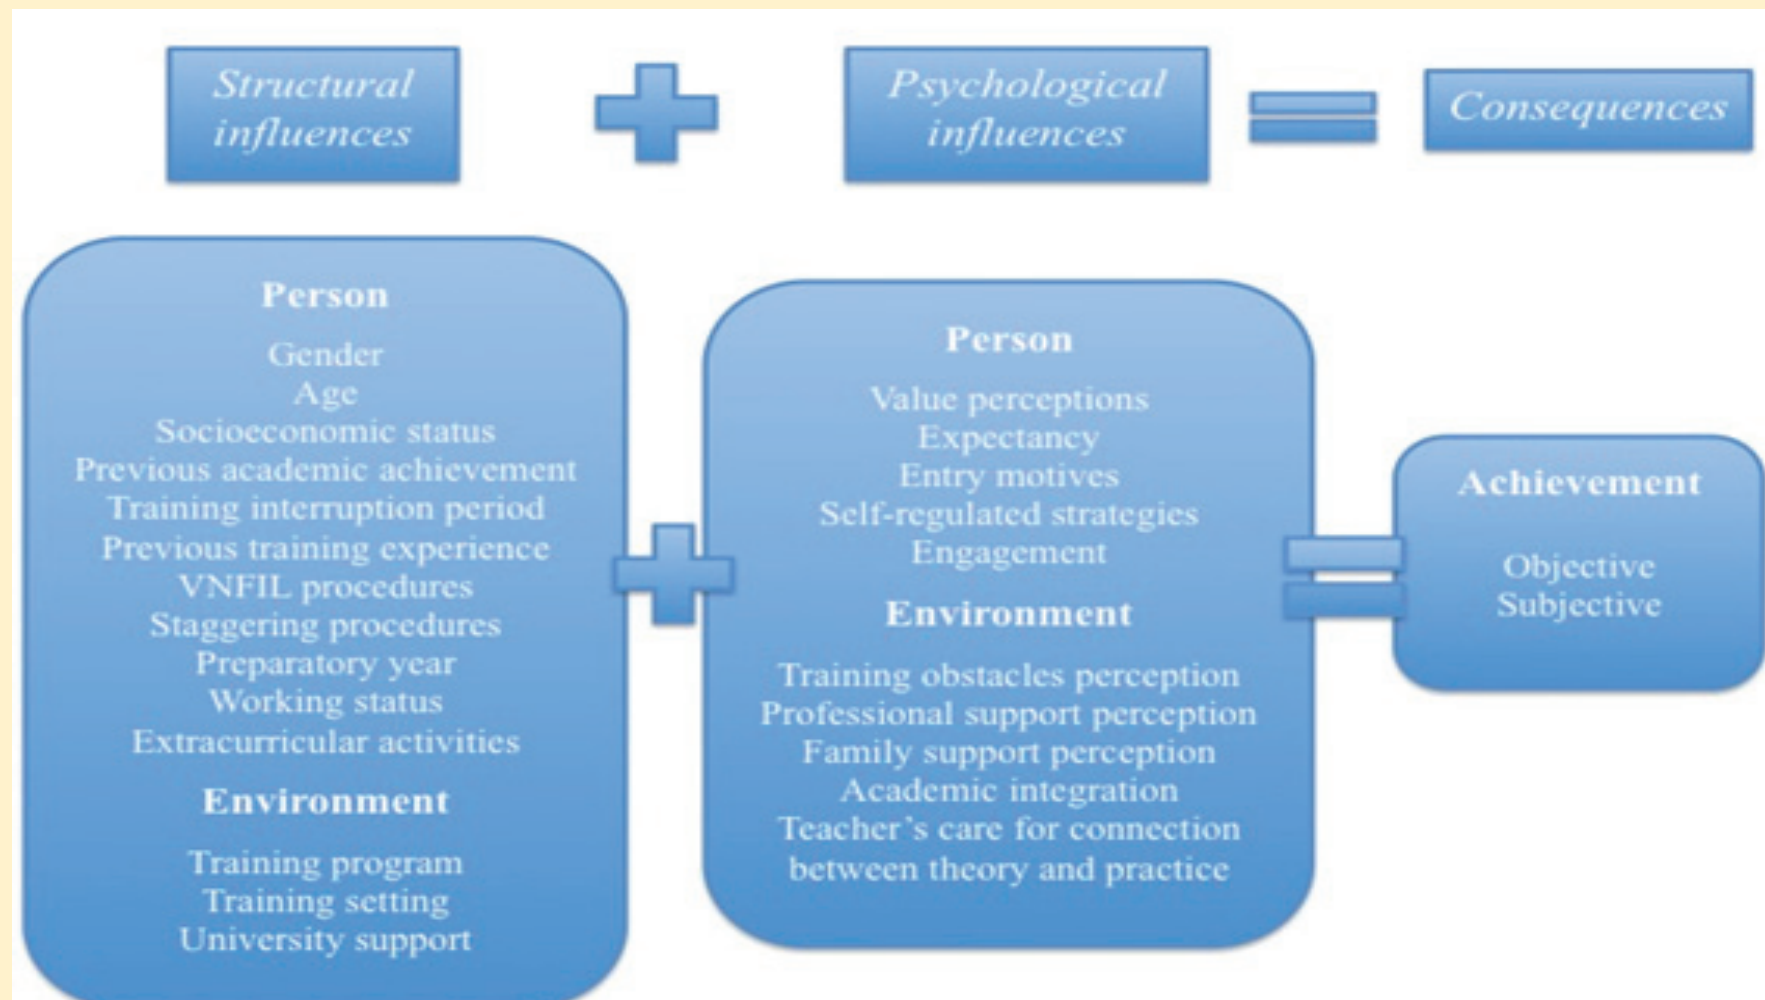 Structural
influences
Psychological
influences
Consequences
Person
Gender
Age
Socioeconomic status
Previous academic achievement
Training interruption period
Previous training experience
VNFIL procedures
Staggering procedures
Preparatory year
Working status
Extracurricular activities
Environment
Training program
Training setting
University support
Person
Value perceptions
Expectancy
Entry motives
Self-regulated strategies
Engagement
Environment
Training obstacles perception
Professional support perception
Family support perception
Academic integration
Teacher’s care for connection
between theory and practice
Achievement
Objective
Subjective